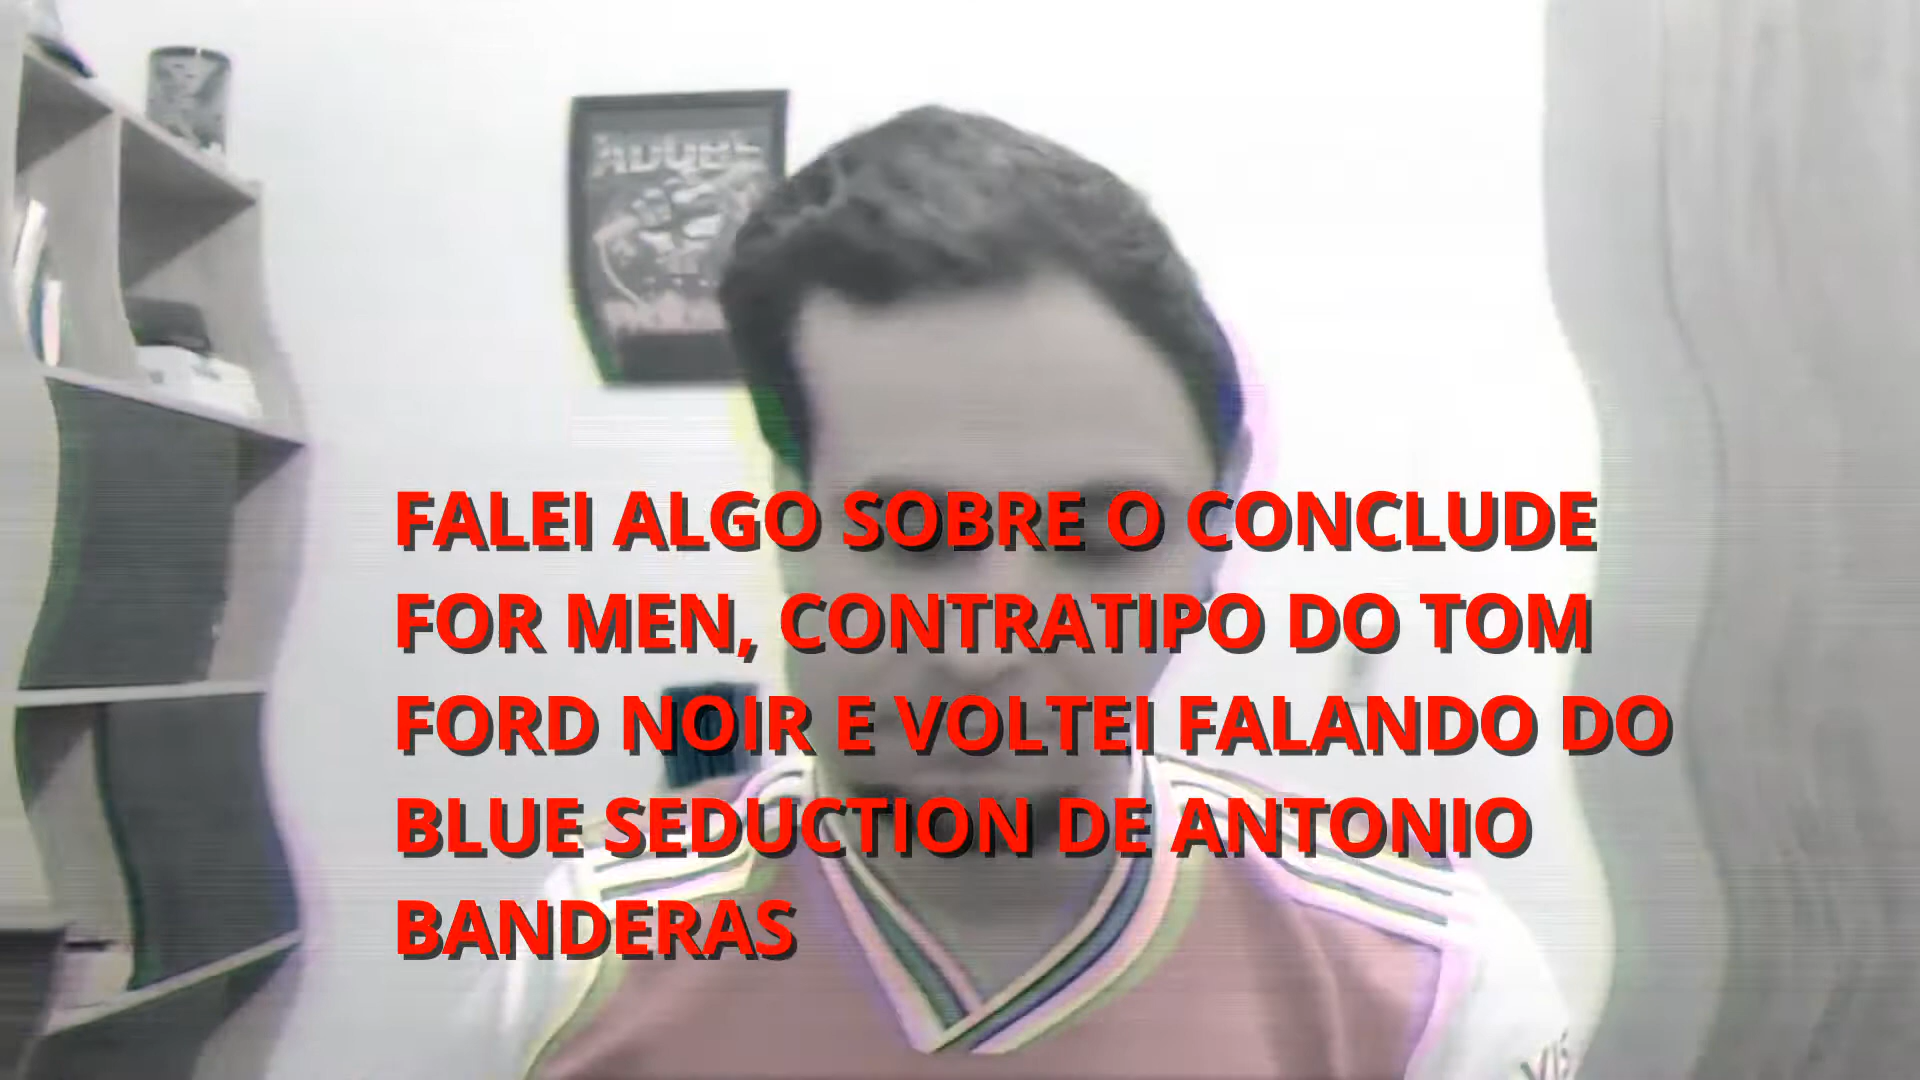 ADOBE
FALEI ALGO SOBRE O CONCLUDE
FOR MEN, CONTRATIPO DO TOM
FORD NOIR E VOLTEI FALANDO DO
BLUE SEDUCTION DE ANTONIO
BANDERAS